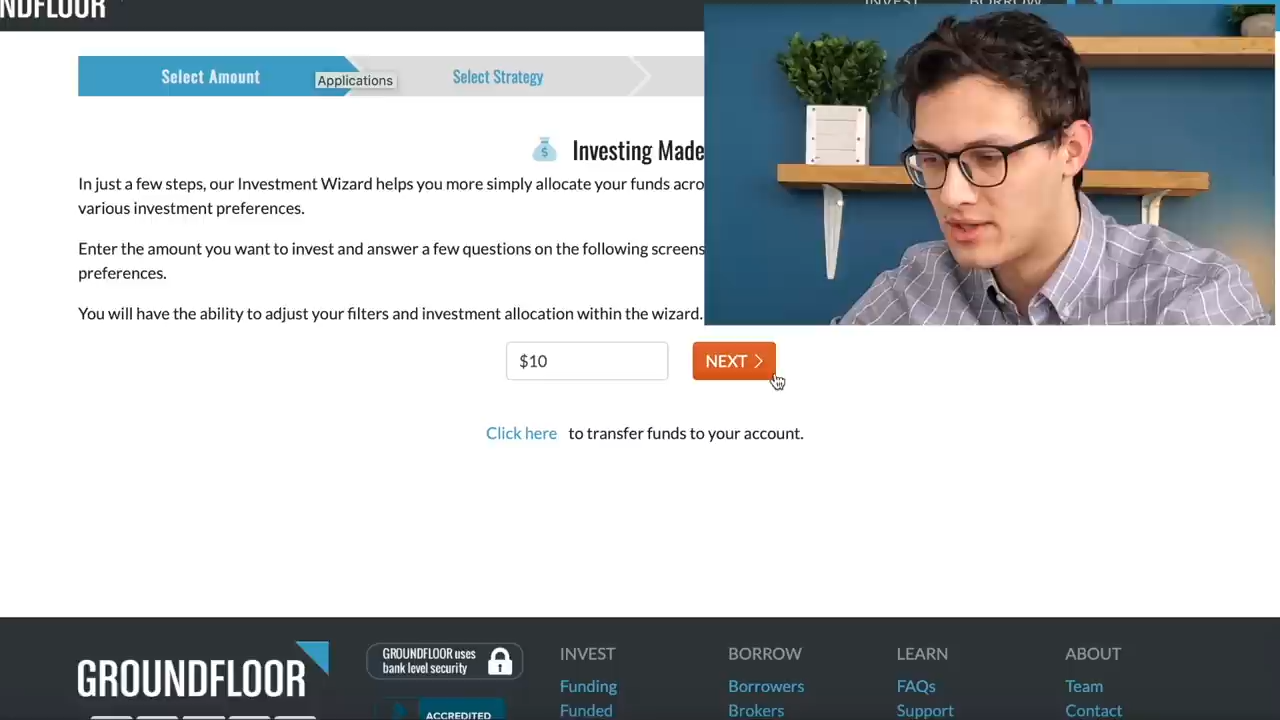 NDFLOOR
INVEST
BORROW
Select Amount
Applications
Select Strategy
Investing Made
In just a few steps, our Investment Wizard helps you more simply allocate your funds acro
various investment preferences.
Enter the amount you want to invest and answer a few questions on the following screens
preferences.
You will have the ability to adjust your filters and investment allocation within the wizard.
$10
NEXT
Click here to transfer funds to your account.
GROUNDFLOOR
GROUNDFLOOR uses
bank level security
ACCREDITED
INVEST
Funding
Funded
BORROW
Borrowers
Brokers
LEARN
FAQs
Support
ABOUT
Team
Contact